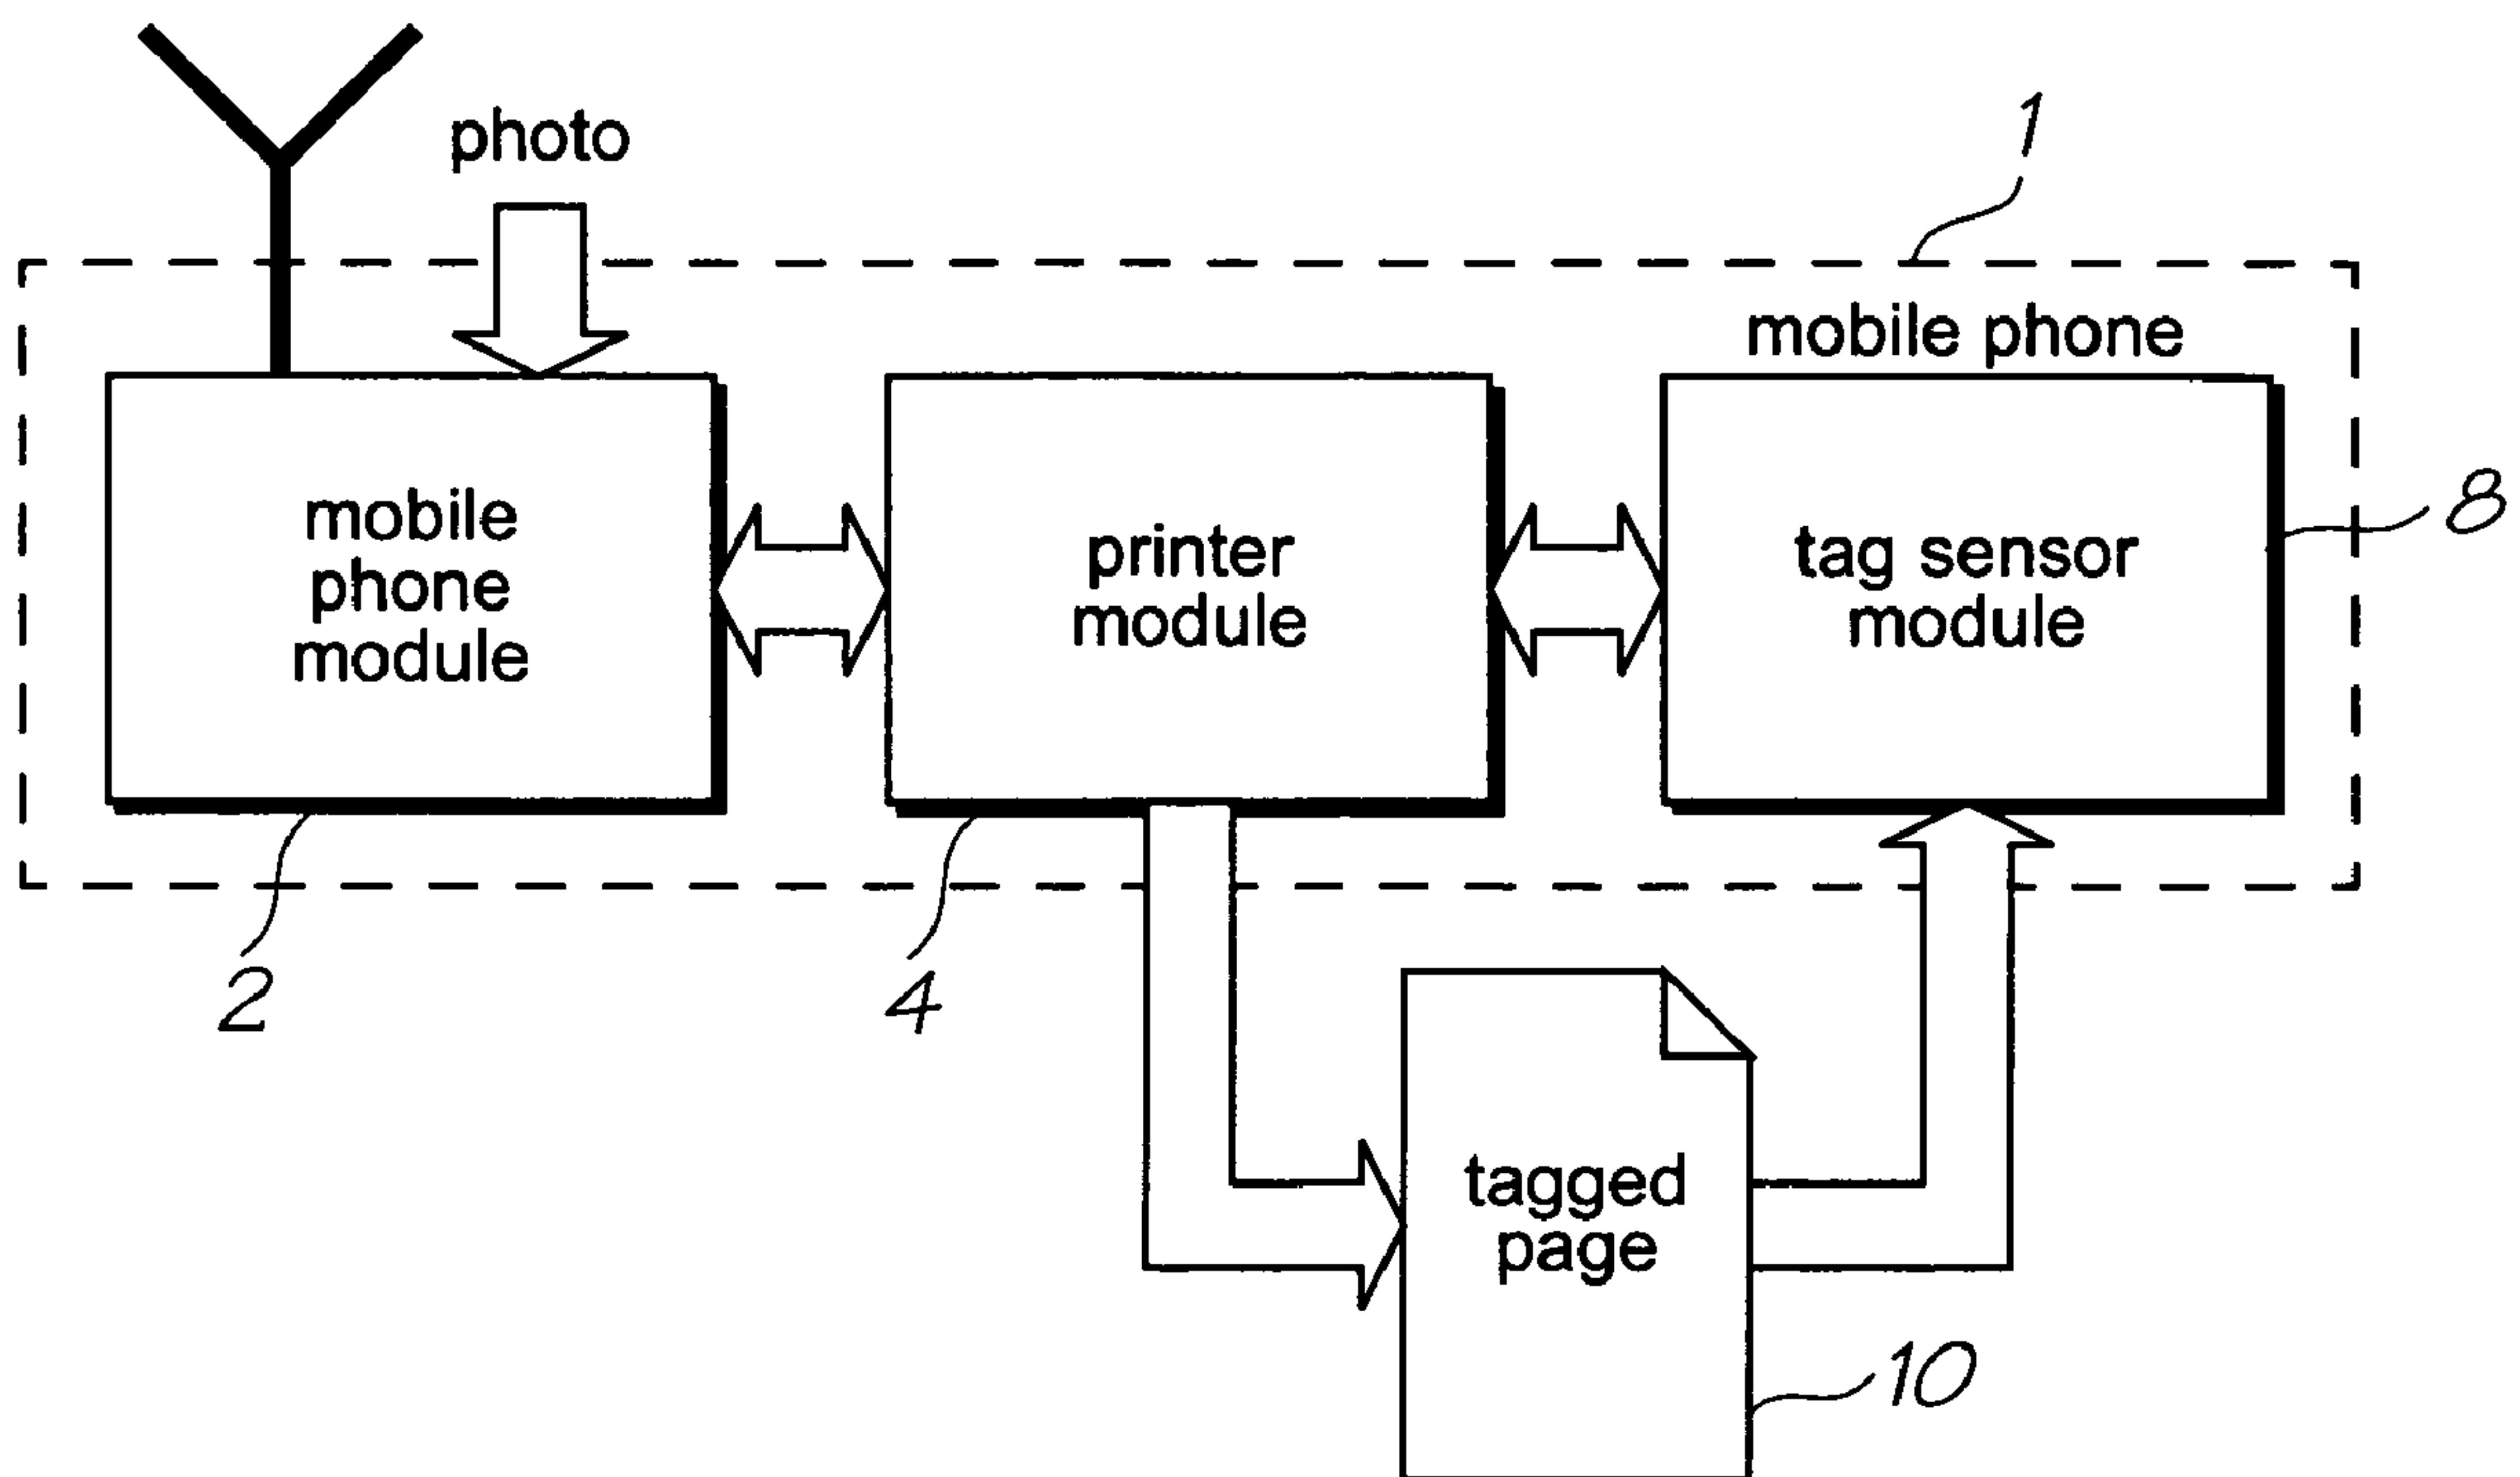 photo
1
mobile phone
mobile
phone
module
printer
module
tag sensor
module
8
2
4
tagged
page
10